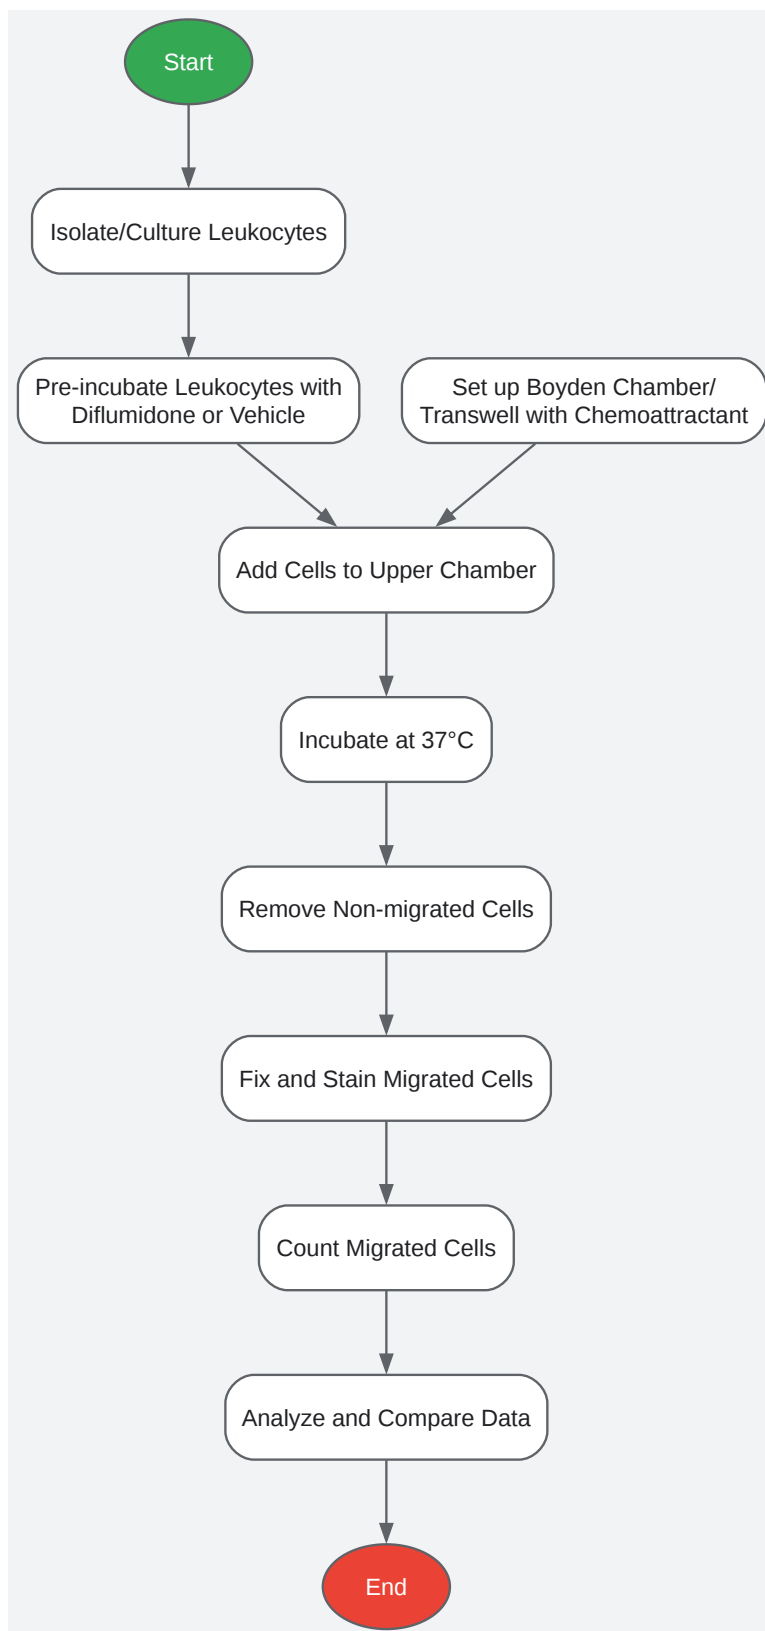 Start
Isolate/Culture Leukocytes
Pre-incubate Leukocytes with
Diflumidone or Vehicle
Set up Boyden Chamber/
Transwell with Chemoattractant
Add Cells to Upper Chamber
Incubate at 37°C
Remove Non-migrated Cells
Fix and Stain Migrated Cells
Count Migrated Cells
Analyze and Compare Data
End